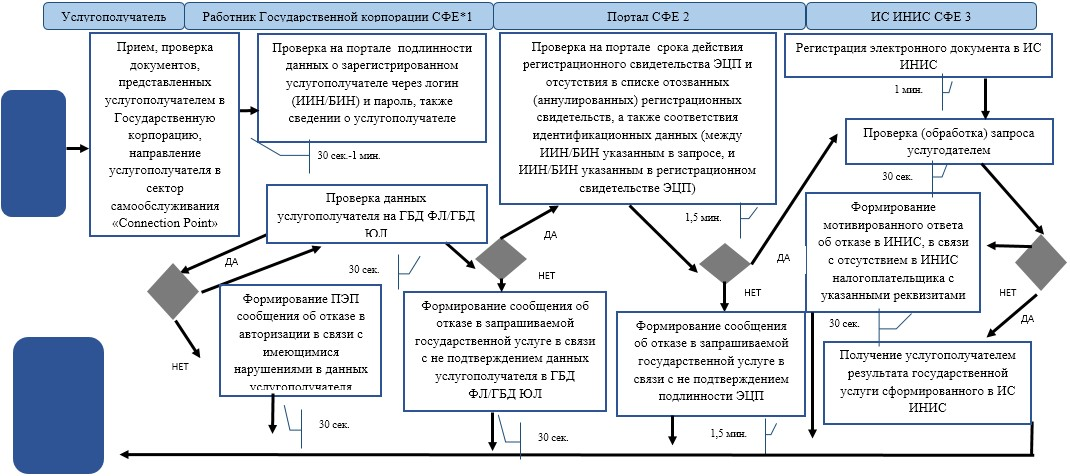 Услугополучатель
Работник Государственной корпорации СФЕ*1
Портал СФЕ 2
ИС ИНИС СФЕ 3
Прием, проверка
документов,
представленных
услугополучателем в
Государственную
корпорацию,
направление
услугополучателя в
сектор
самообслуживания
«Connection Point»
Проверка на портале подлинности
данных о зарегистрированном
услугополучателе через логин
(ИИН/БИН) и пароль, также
сведении о услугополучателе
30 сек.-1 мин.
Проверка данных
услугополучателя на ГБД ФЛ/ГБД
ЮЛ
30 сек.
ДА
НЕТ
Формирование ПЭП
сообщения об отказе в
авторизации в связи с
имеющимися
нарушениями в данных
услугополучателя
30 сек.
ДА
НЕТ
Формирование сообщения об
отказе в запрашиваемой
государственной услуге в связи
с не подтверждением данных
услугополучателя в ГБД
ФЛ/ГБД ЮЛ
30 сек.
Проверка на портале срока действия
регистрационного свидетельства ЭЦП и
отсутствия в списке отозванных
(аннулированных) регистрационных
свидетельств, а также соответствия
идентификационных данных (между
ИИН/БИН указанным в запросе, и
ИИН/БИН указанным в регистрационном
свидетельстве ЭЦП)
1,5 мин.
ДА
НЕТ
Формирование сообщения
об отказе в запрашиваемой
государственной услуге в
связи с не подтверждением
подлинности ЭЦП
1,5 мин.
Регистрация электронного документа в ИС
ИНИС
1 мин.
Проверка (обработка) запроса
услугодателем
30 сек.
Формирование
мотивированного ответа
об отказе в ИНИС, в связи
с отсутствием в ИНИС
налогоплательщика с
указанными реквизитами
НЕТ
ДА
30 сек.
Получение услугополучателем
результата государственной
услуги сформированного в ИС
ИНИС